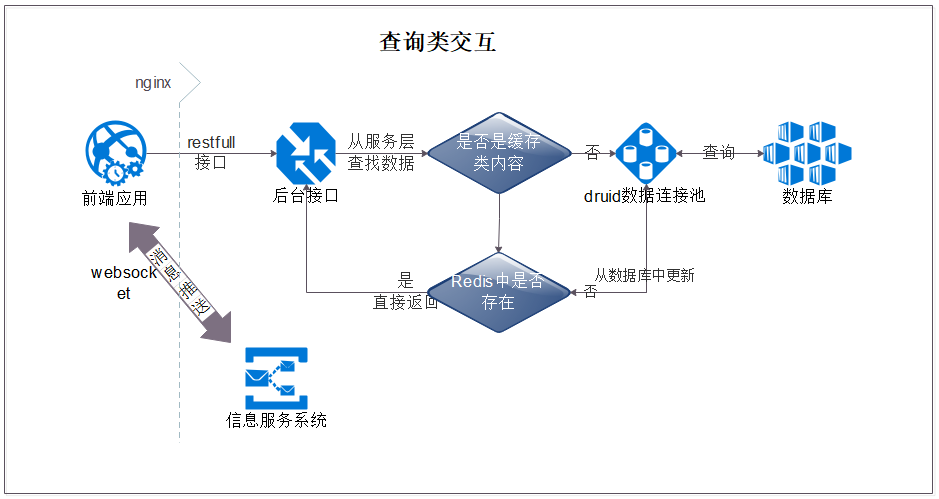 查询类交互
nginx
restfull
接口
从服务层
查找数据
是否是缓存
类内容
否
查询
前端应用
后台接口
druid数据连接池
数据库
websock
et
消息推送
是
直接返回
Redis中是否
存在
从数据库中更新
否
信息服务系统